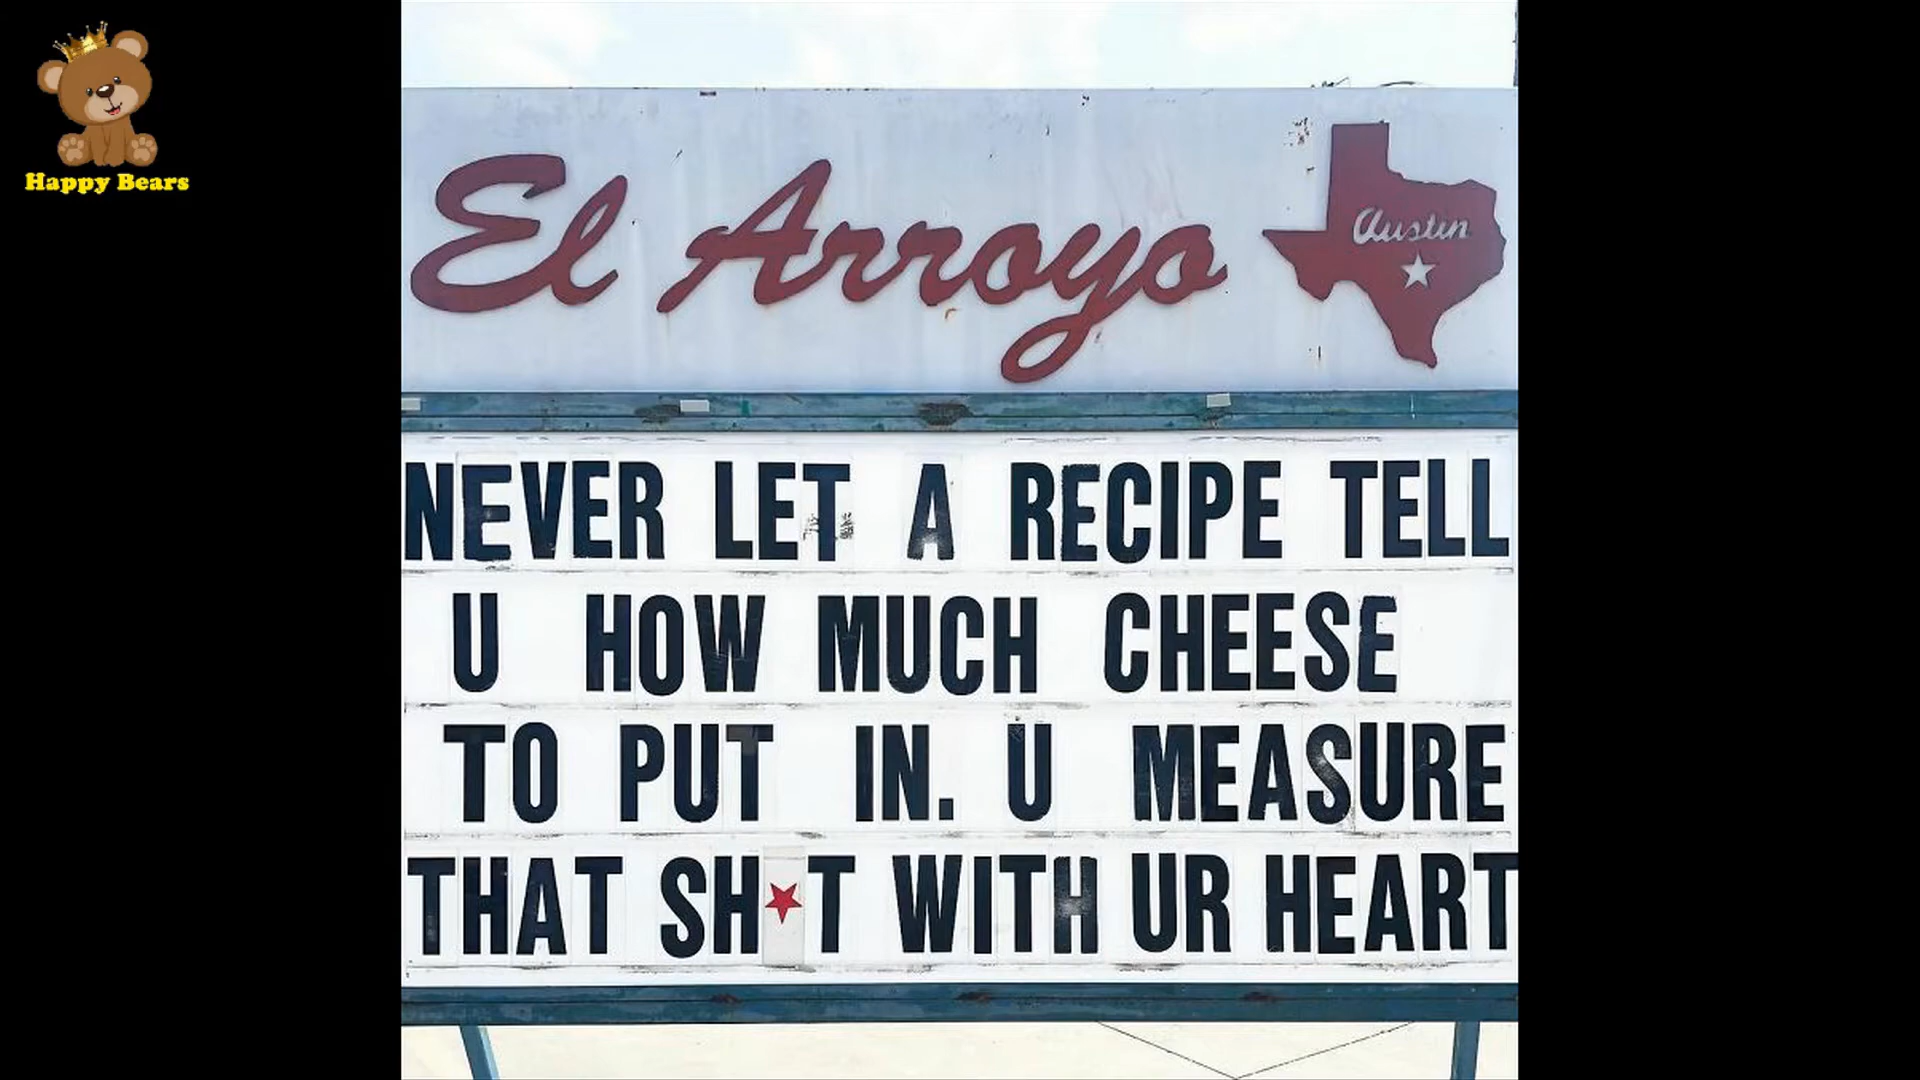 Happy Bears
El Arroyo
Austin
NEVER LET A RECIPE TELL
U HOW MUCH CHEESE
TO PUT IN. U MEASURE
THAT SH★T WITH UR HEART